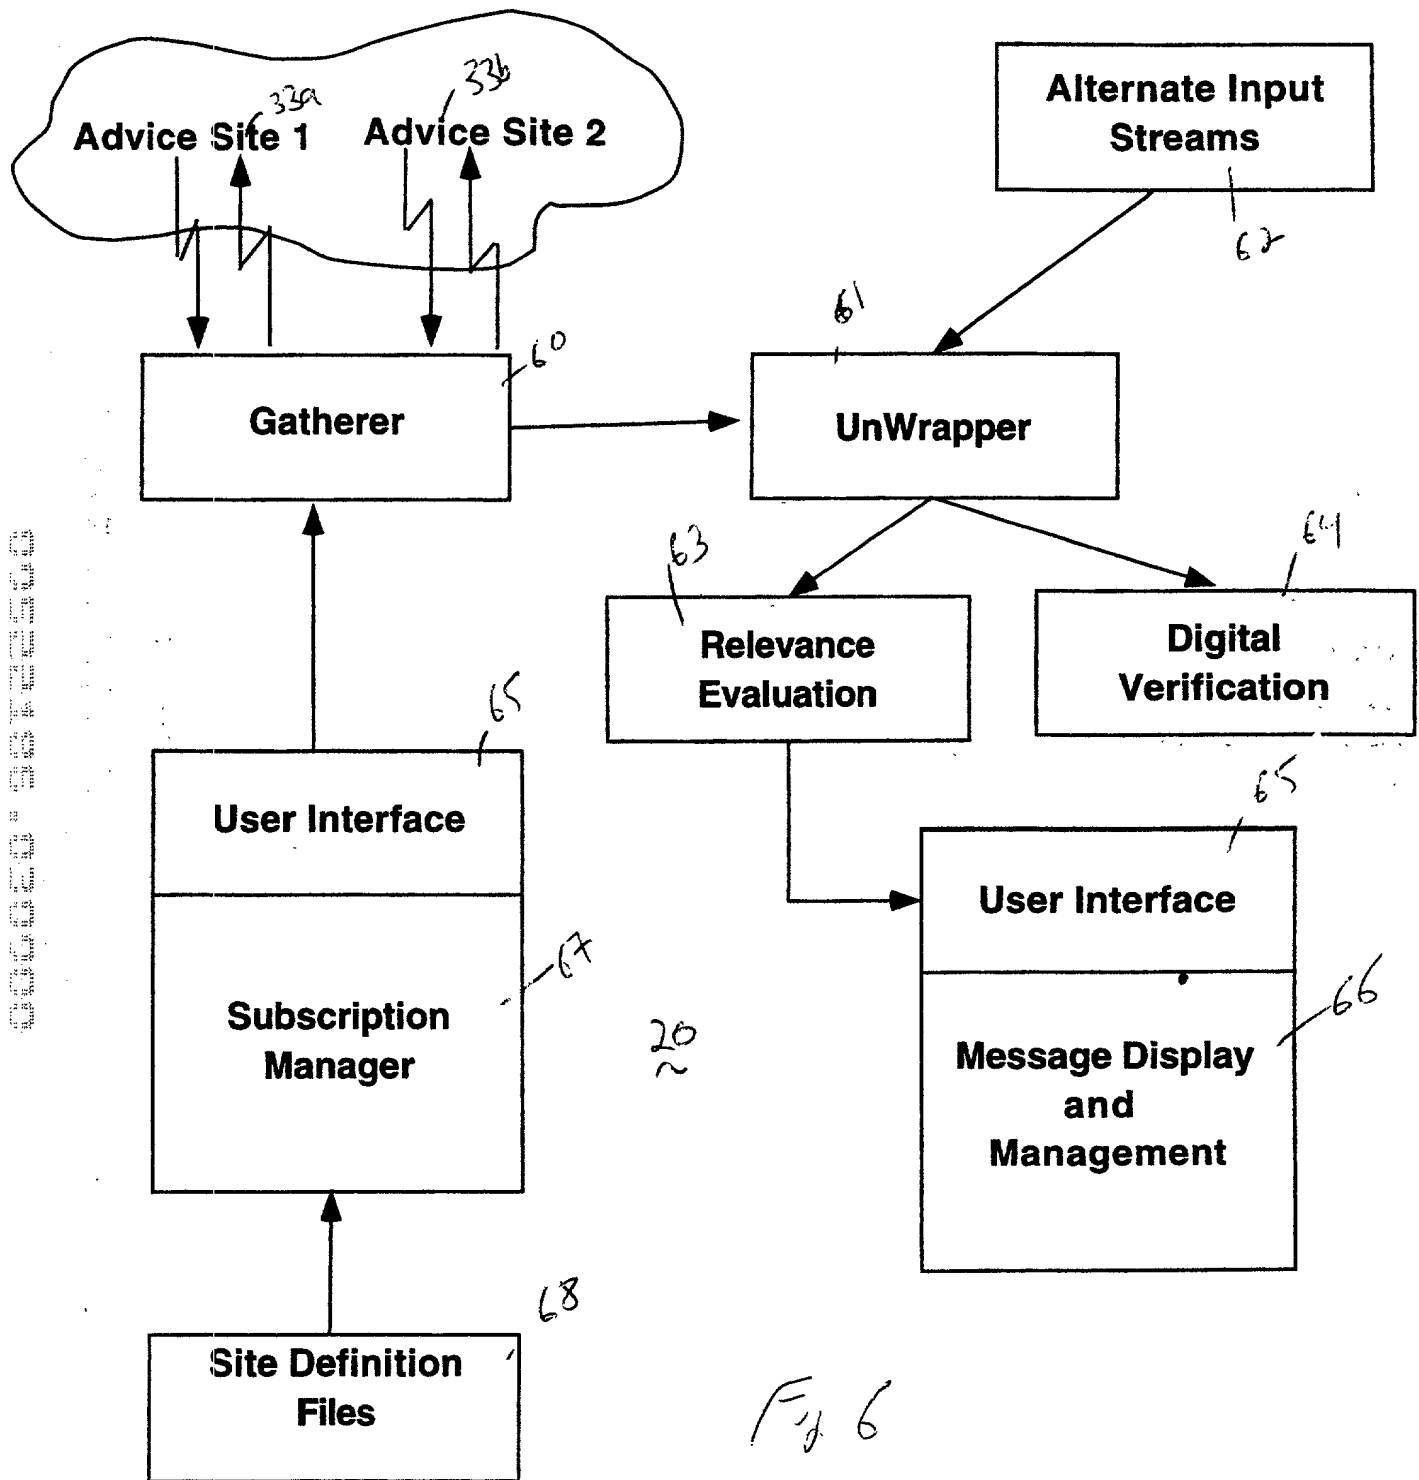 33a
33b
Advice Site 1
Advice Site 2
Alternate Input
Streams
62
61
60
Gatherer
UnWrapper
63
64
Relevance
Evaluation
Digital
Verification
65
User Interface
65
User Interface
67
Subscription
Manager
20
66
Message Display
and
Management
68
Site Definition
Files
Fig 6